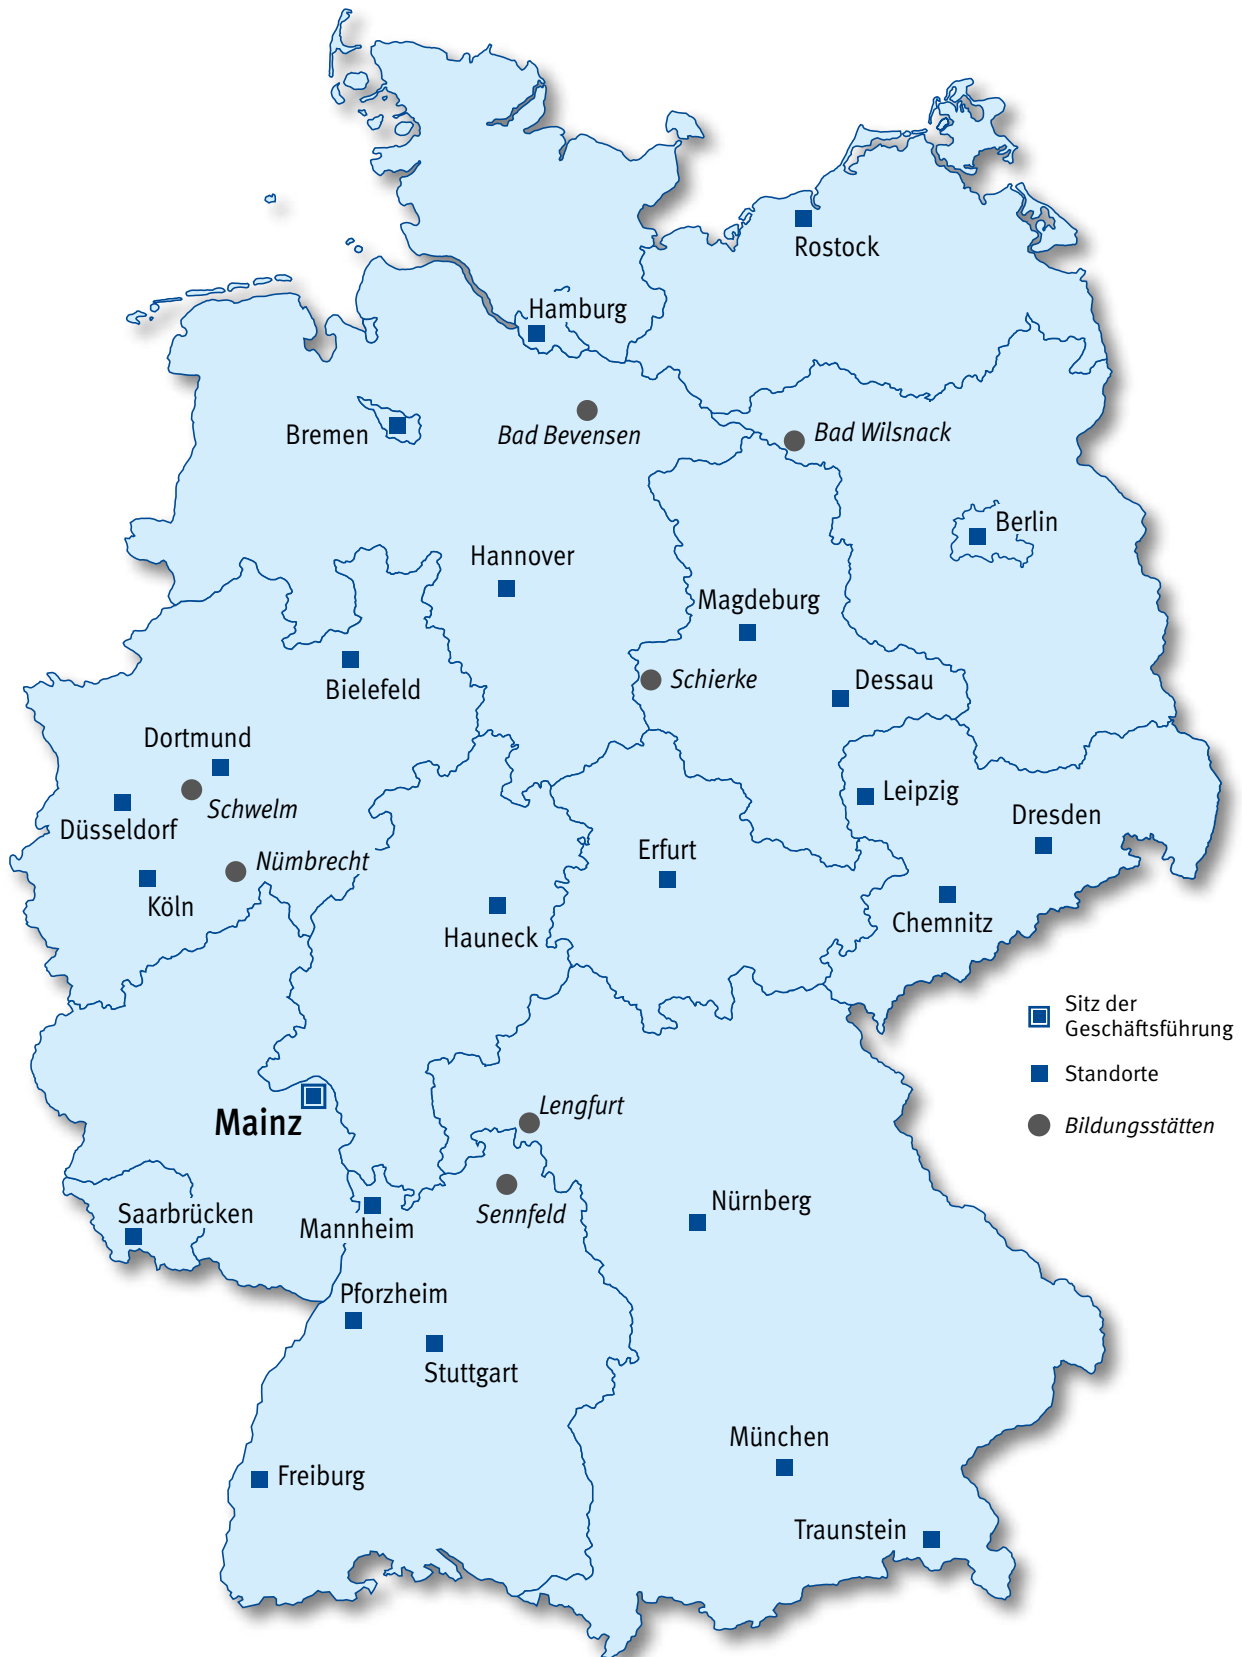 Rostock
Hamburg
Bremen
Bad Bevensen
Bad Wilsnack
Berlin
Hannover
Magdeburg
Bielefeld
Schierke
Dessau
Dortmund
Schwelm
Düsseldorf
Leipzig
Dresden
Nümbrecht
Erfurt
Köln
Hauneck
Chemnitz
Sitz der
Geschäftsführung
Standorte
Bildungsstätten
Mainz
Lengfurt
Saarbrücken
Mannheim
Sennfeld
Nürnberg
Pforzheim
Stuttgart
München
Freiburg
Traunstein